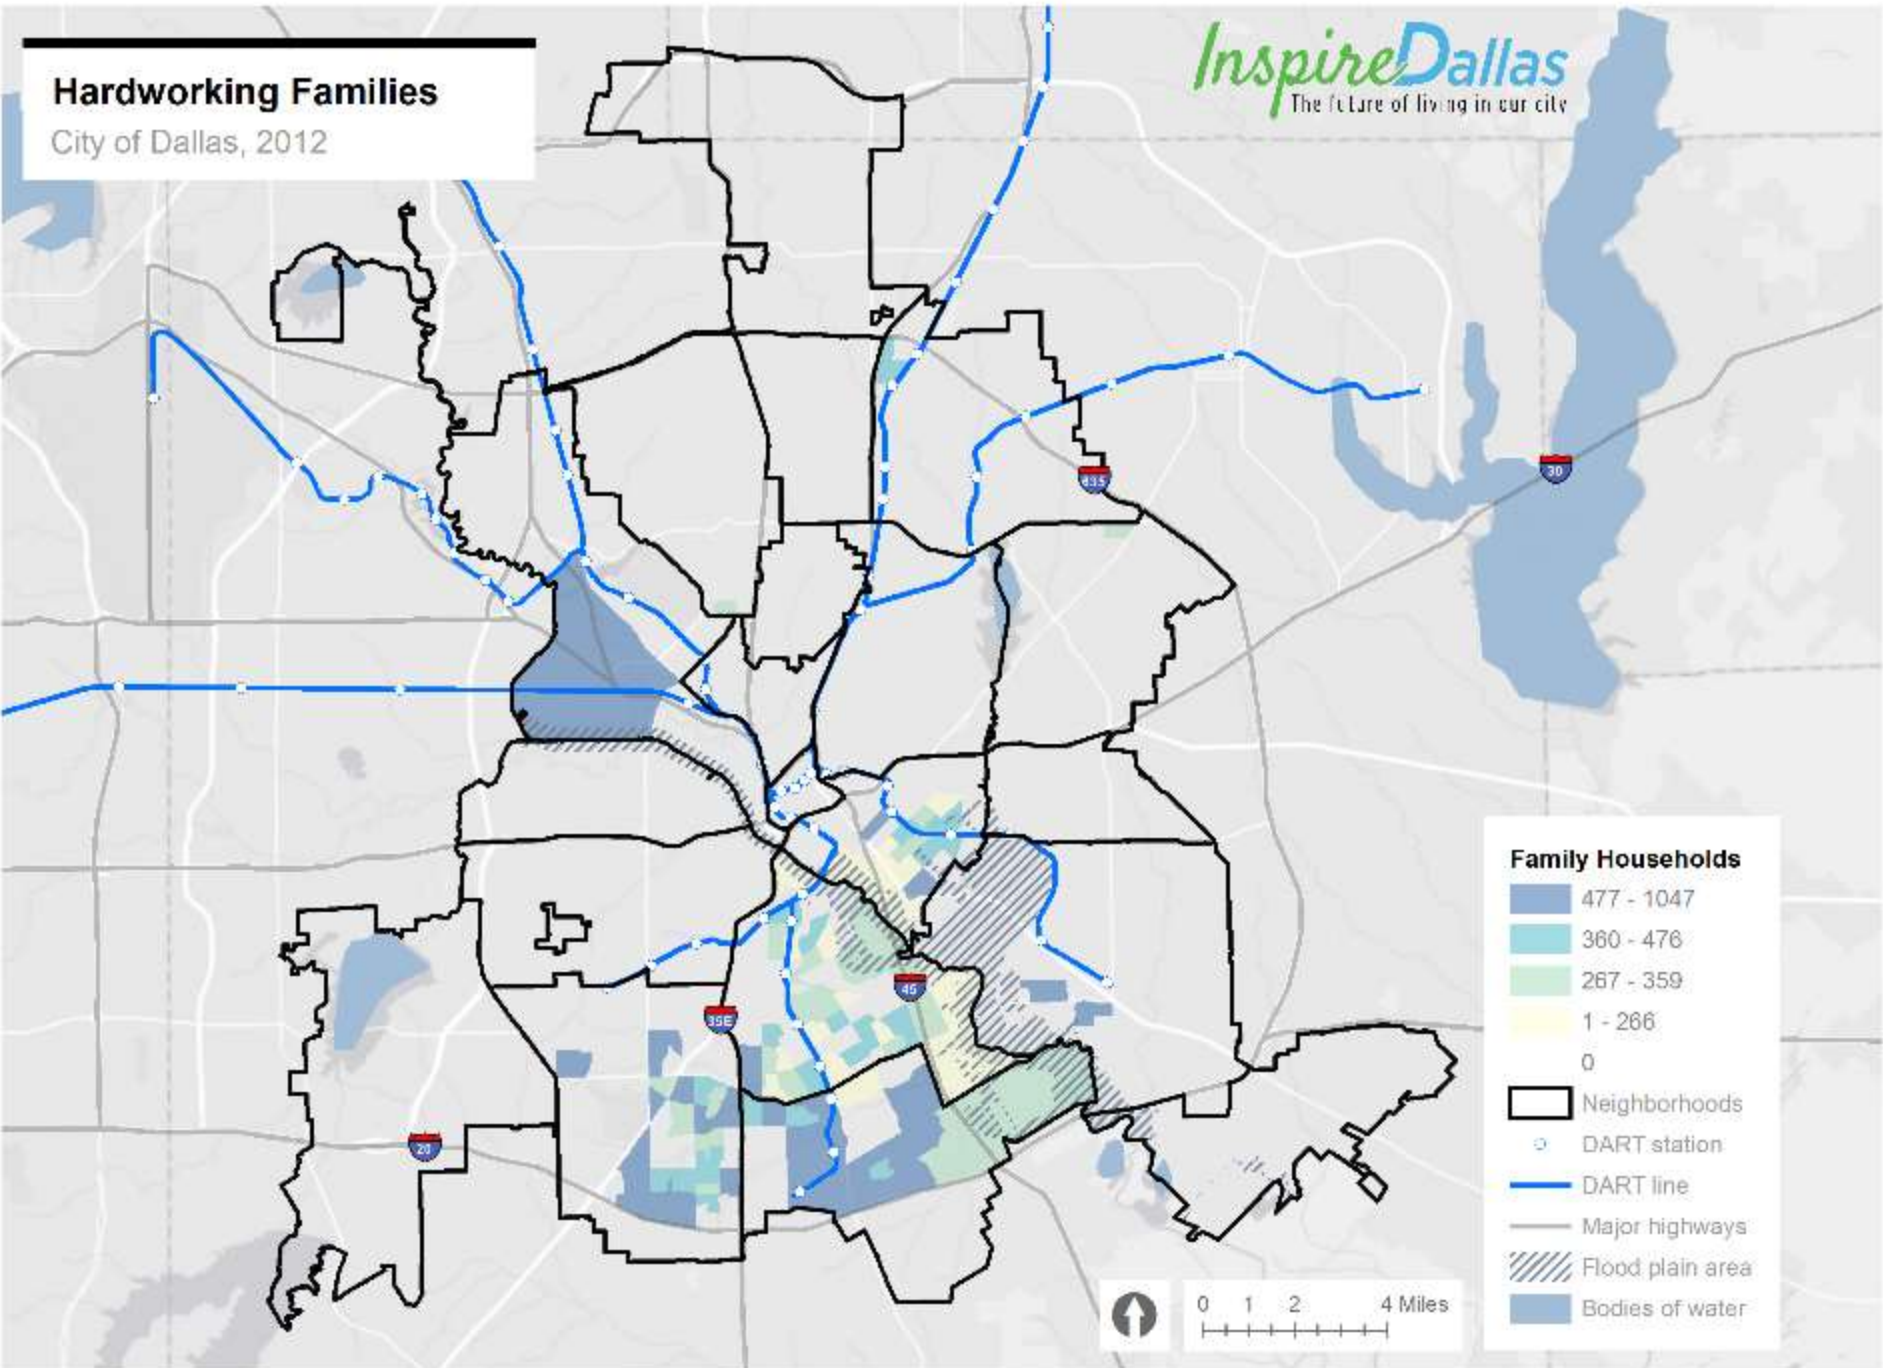 Hardworking Families
City of Dallas, 2012
InspireDallas
The future of living in our city
635
30
45
35E
20
Family Households
477 - 1047
360 - 476
267 - 359
1 - 266
0
Neighborhoods
DART station
DART line
Major highways
Flood plain area
Bodies of water
0 1 2 4 Miles